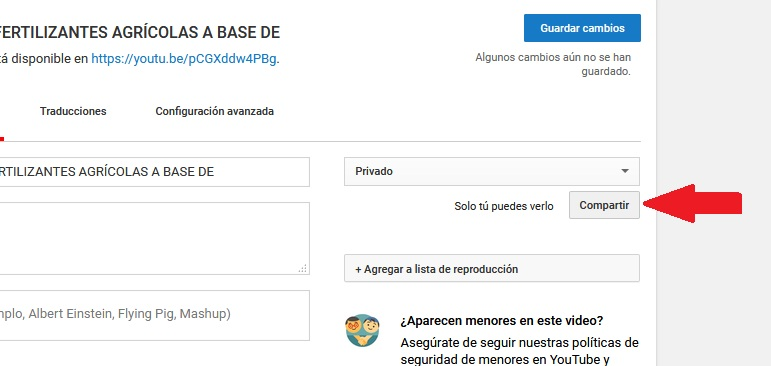 FERTILIZANTES AGRÍCOLAS A BASE DE
Guardar cambios
tá disponible en https://youtu.be/pCGXddw4PBg.
Algunos cambios aún no se han
guardado.
Traducciones
Configuración avanzada
ERTILIZANTES AGRÍCOLAS A BASE DE
Privado
Solo tú puedes verlo
Compartir
+ Agregar a lista de reproducción
mplo, Albert Einstein, Flying Pig, Mashup)
¿Aparecen menores en este video?
Asegúrate de seguir nuestras políticas de
seguridad de menores en YouTube y